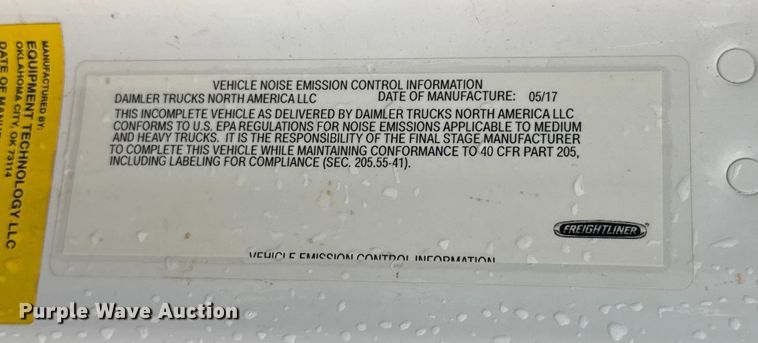 VEHICLE NOISE EMISSION CONTROL INFORMATION
DAIMLER TRUCKS NORTH AMERICA LLC DATE OF MANUFACTURE: 05/17
THIS INCOMPLETE VEHICLE AS DELIVERED BY DAIMLER TRUCKS NORTH AMERICA LLC
CONFORMS TO U.S. EPA REGULATIONS FOR NOISE EMISSIONS APPLICABLE TO MEDIUM
AND HEAVY TRUCKS. IT IS THE RESPONSIBILITY OF THE FINAL STAGE MANUFACTURER
TO COMPLETE THIS VEHICLE WHILE MAINTAINING CONFORMANCE TO 40 CFR PART 205,
INCLUDING LABELING FOR COMPLIANCE (SEC. 205.55-41).
FREIGHTLINER
VEHICLE EMISSION CONTROL INFORMATION
MANUFACTURED BY:
EQUIPMENT TECHNOLOGY LLC
OKLAHOMA CITY, OK 73114
DATE OF
Purple Wave Auction